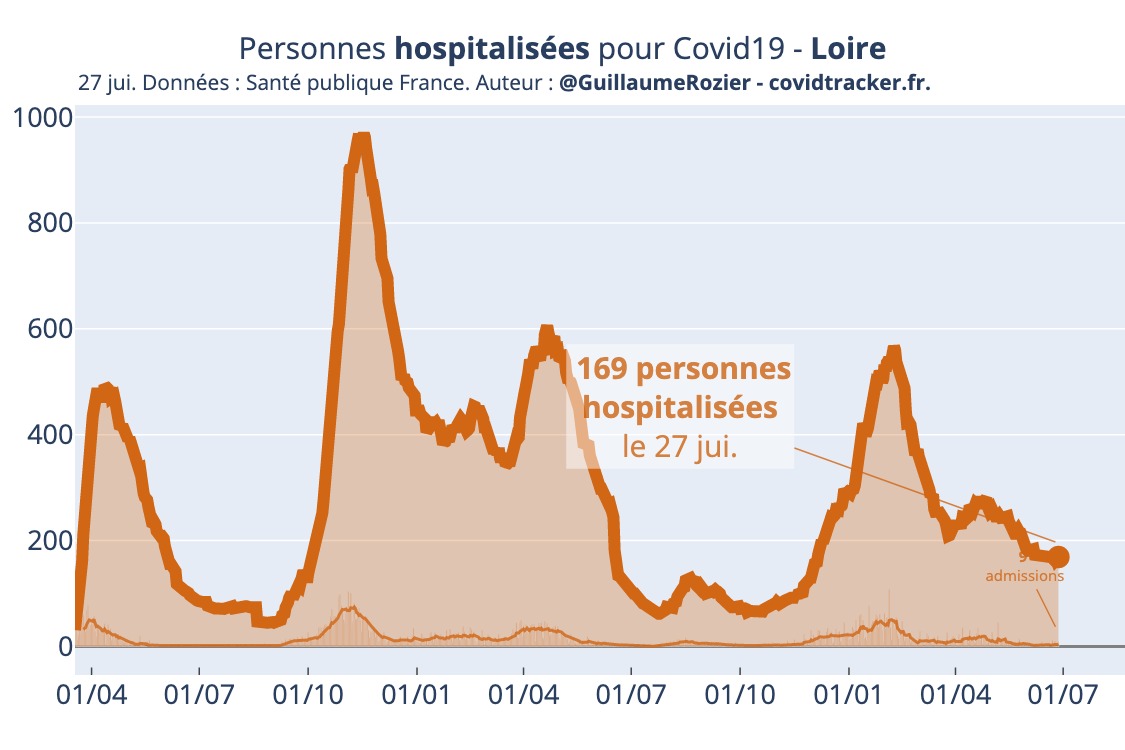 Personnes hospitalisées pour Covid19 - Loire
27 jui. Données : Santé publique France. Auteur : @GuillaumeRozier - covidtracker.fr.
1000
800
600
400
200
0
169 personnes
hospitalisées
le 27 jui.
admissions
01/04 01/07 01/10 01/01 01/04 01/07 01/10 01/01 01/04 01/07